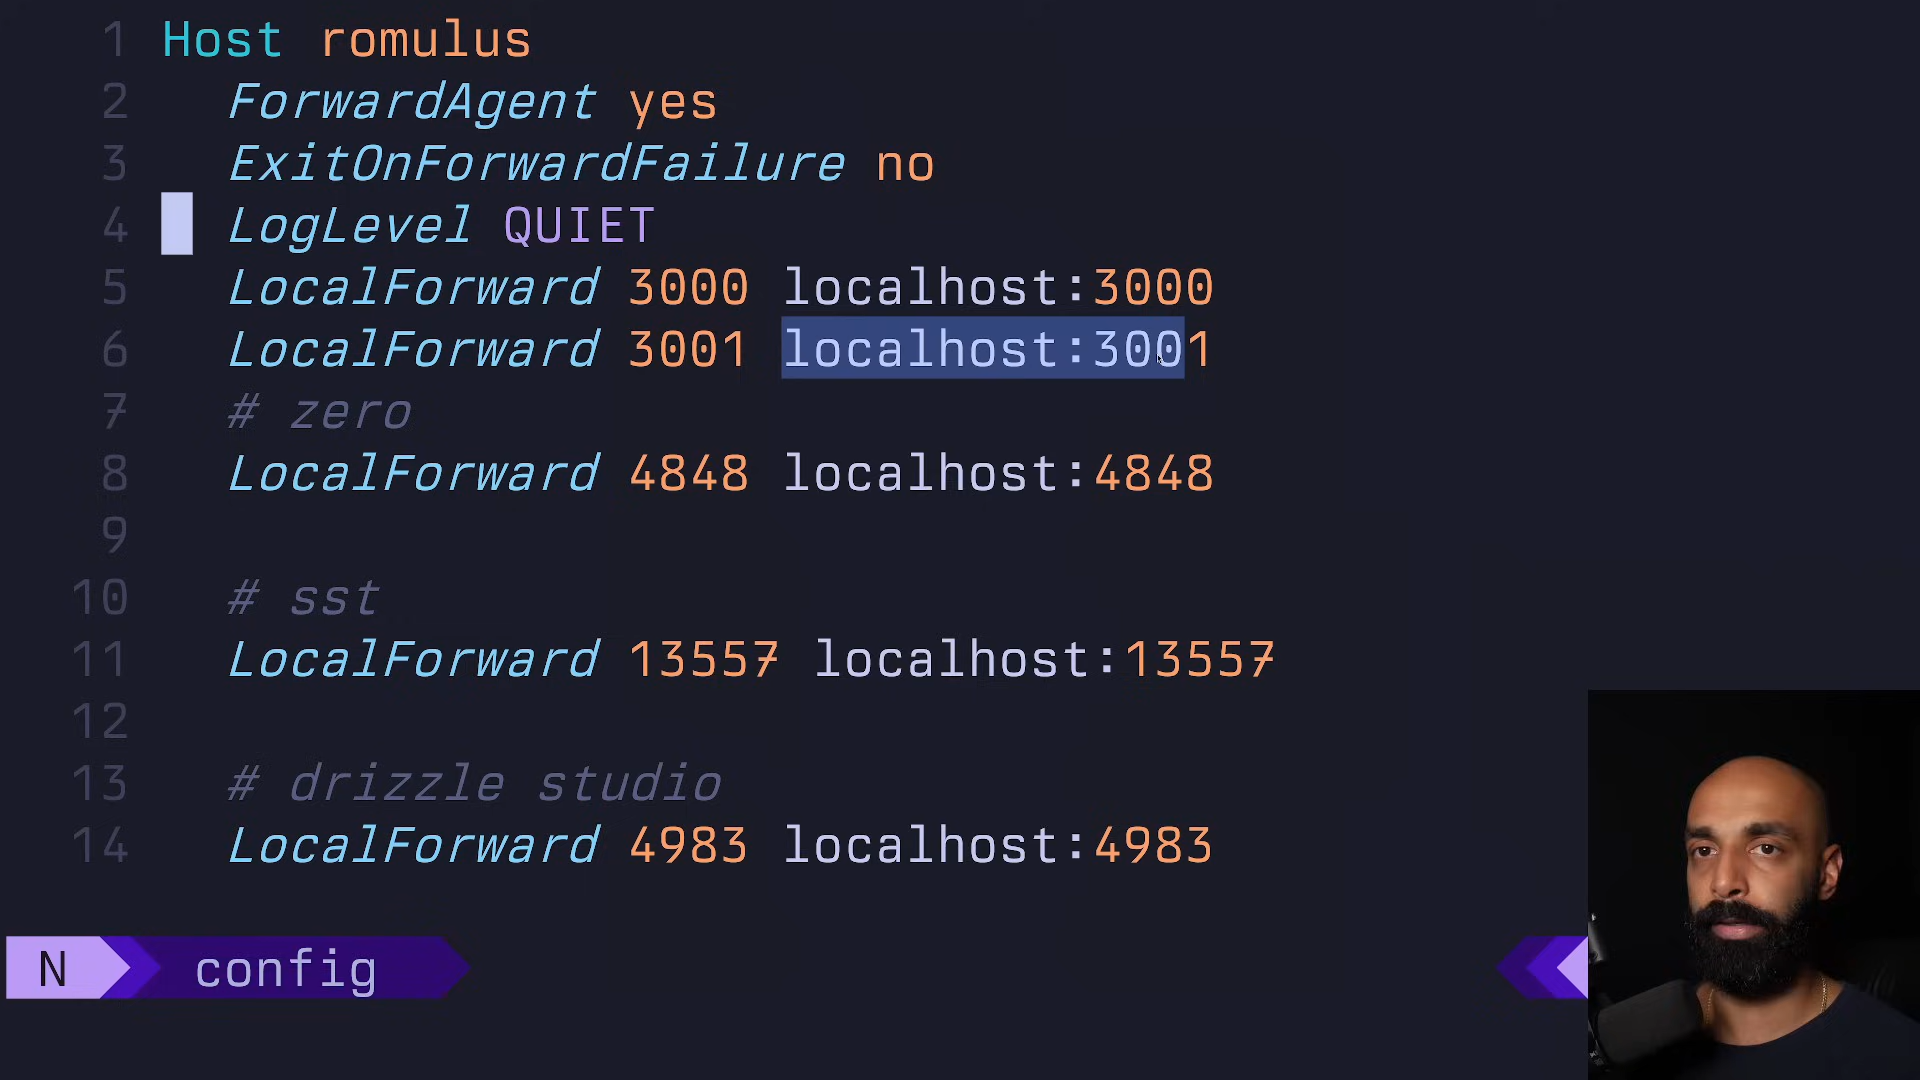 1 Host romulus
2 ForwardAgent yes
3 ExitOnForwardFailure no
4 LogLevel QUIET
5 LocalForward 3000 localhost:3000
6 LocalForward 3001 localhost:3001
7 # zero
8 LocalForward 4848 localhost:4848
9
10 # sst
11 LocalForward 13557 localhost:13557
12
13 # drizzle studio
14 LocalForward 4983 localhost:4983
N config